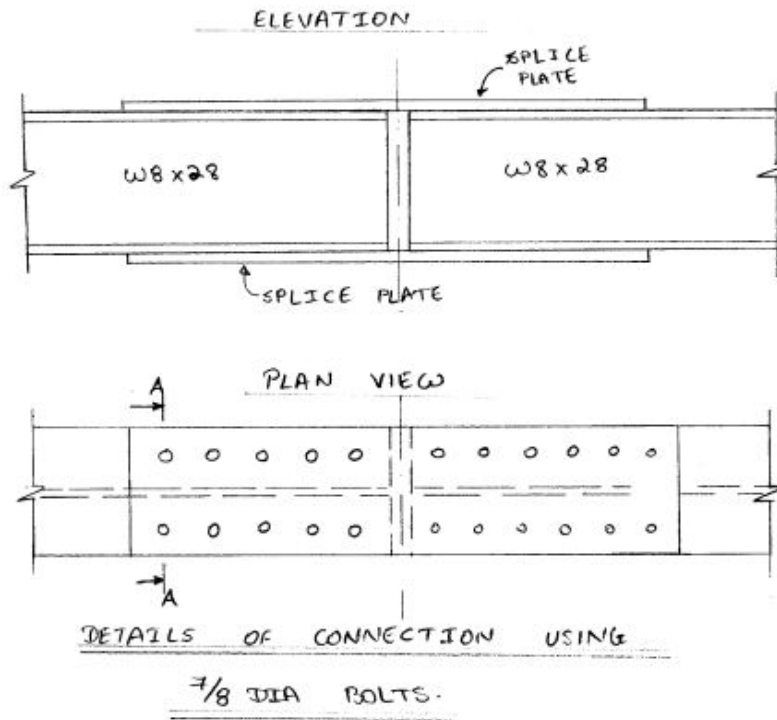 ELEVATION
SPLICE
PLATE
W8x28
W8x28
SPLICE PLATE
PLAN VIEW
A
A
DETAILS OF CONNECTION USING
7/8 DIA BOLTS.